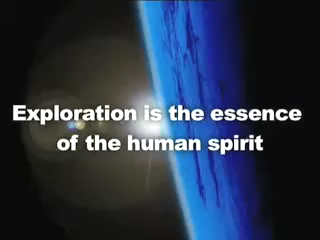 Exploration is the essence
of the human spirit